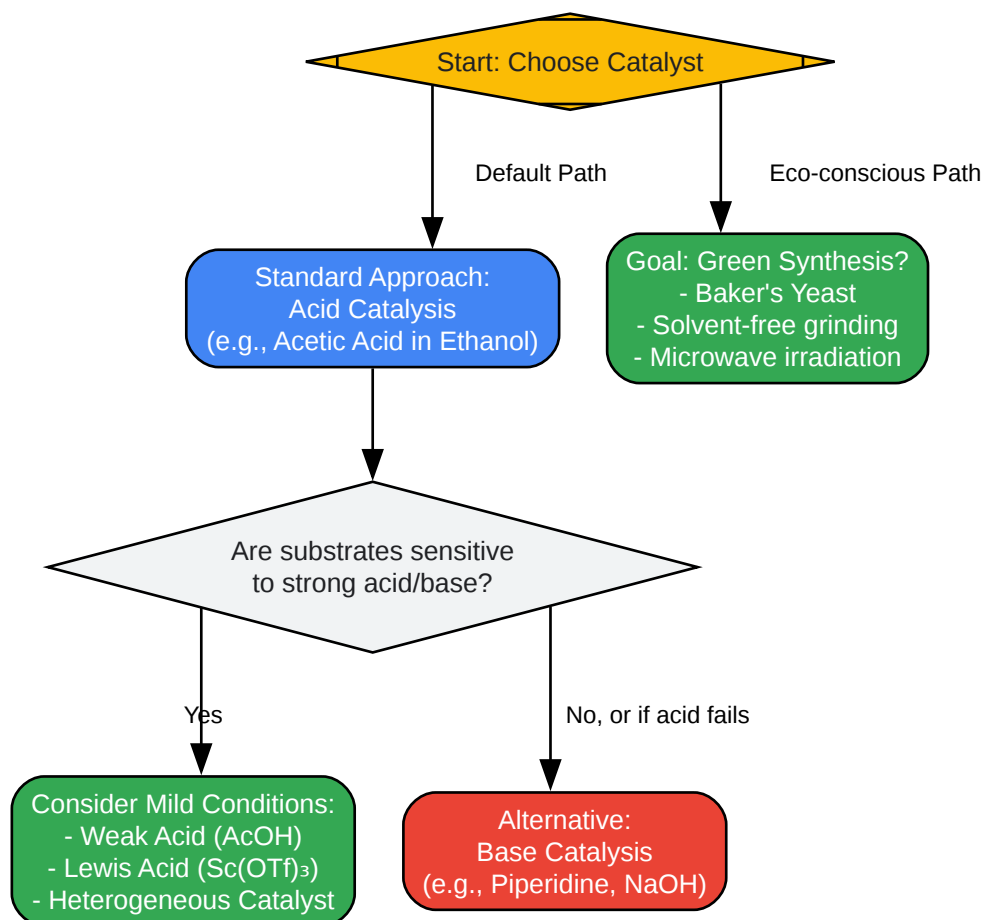 Start: Choose Catalyst
Default Path
Eco-conscious Path
Standard Approach:
Acid Catalysis
(e.g., Acetic Acid in Ethanol)
Goal: Green Synthesis?
- Baker's Yeast
- Solvent-free grinding
- Microwave irradiation
Are substrates sensitive
to strong acid/base?
Yes
No, or if acid fails
Consider Mild Conditions:
- Weak Acid (AcOH)
- Lewis Acid (Sc(OTf)₃)
- Heterogeneous Catalyst
Alternative:
Base Catalysis
(e.g., Piperidine, NaOH)